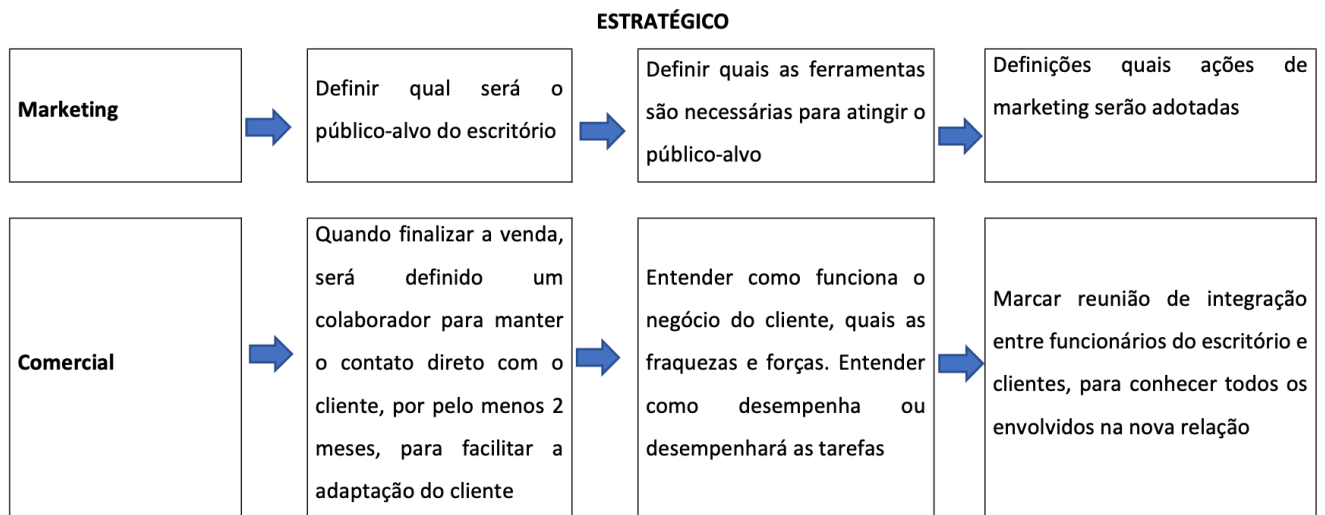 ESTRATÉGICO
Marketing
Definir qual será o
público-alvo do escritório
Definir quais as ferramentas
são necessárias para atingir o
público-alvo
Definições quais ações de
marketing serão adotadas
Comercial
Quando finalizar a venda,
será definido um
colaborador para manter
o contato direto com o
cliente, por pelo menos 2
meses, para facilitar a
adaptação do cliente
Entender como funciona o
negócio do cliente, quais as
fraquezas e forças. Entender
como desempenha ou
desempenhará as tarefas
Marcar reunião de integração
entre funcionários do escritório e
clientes, para conhecer todos os
envolvidos na nova relação